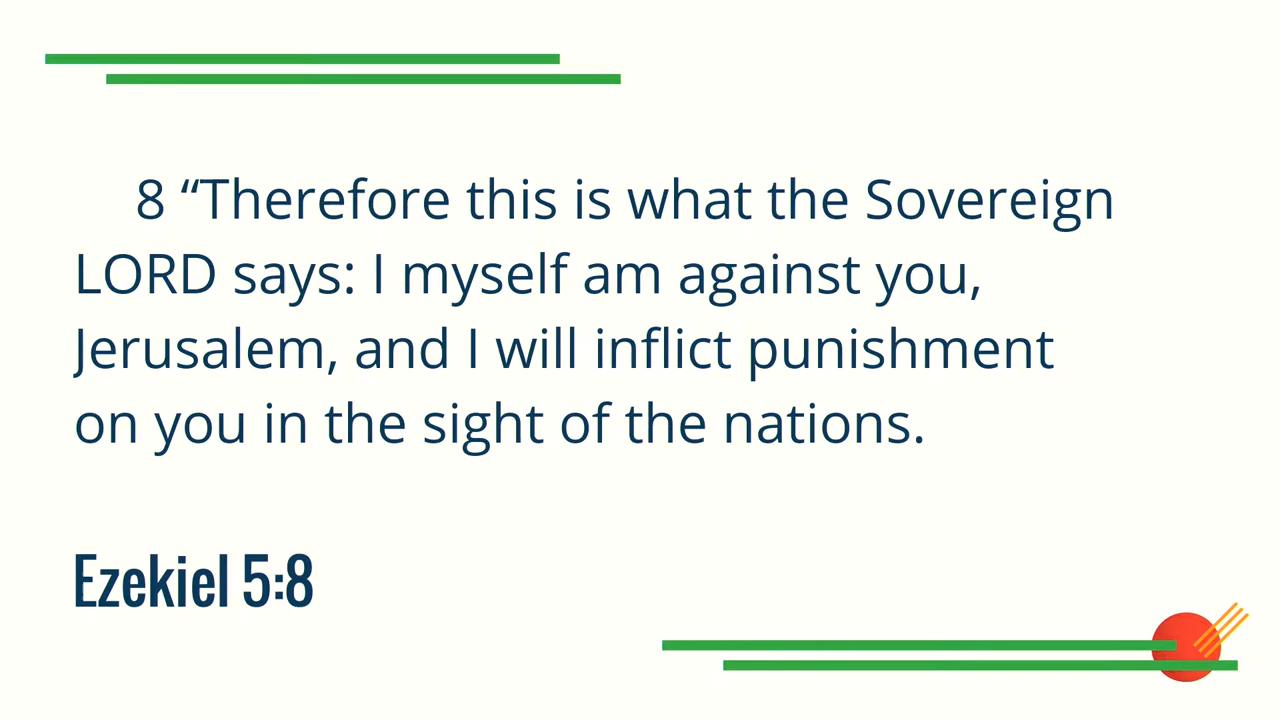 8 “Therefore this is what the Sovereign
LORD says: I myself am against you,
Jerusalem, and I will inflict punishment
on you in the sight of the nations.
Ezekiel 5:8